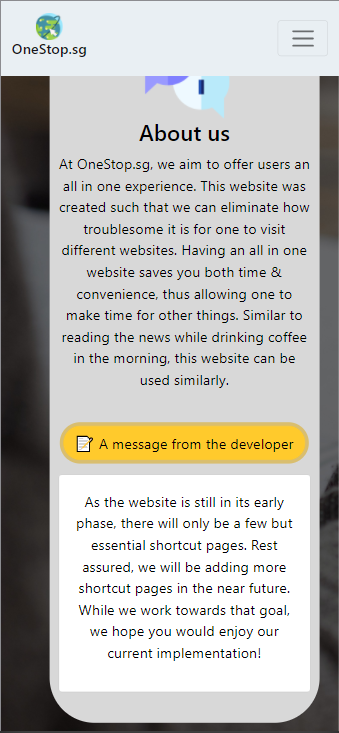 OneStop.sg
About us
At OneStop.sg, we aim to offer users an
all in one experience. This website was
created such that we can eliminate how
troublesome it is for one to visit
different websites. Having an all in one
website saves you both time &
convenience, thus allowing one to
make time for other things. Similar to
reading the news while drinking coffee
in the morning, this website can be
used similarly.
A message from the developer
As the website is still in its early
phase, there will only be a few but
essential shortcut pages. Rest
assured, we will be adding more
shortcut pages in the near future.
While we work towards that goal,
we hope you would enjoy our
current implementation!